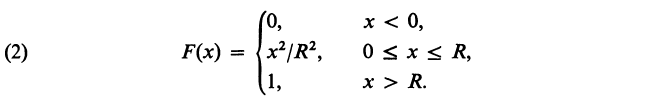 0, x < 0,
(2) F(x) = { x²/R², 0 ≤ x ≤ R,
1, x > R.